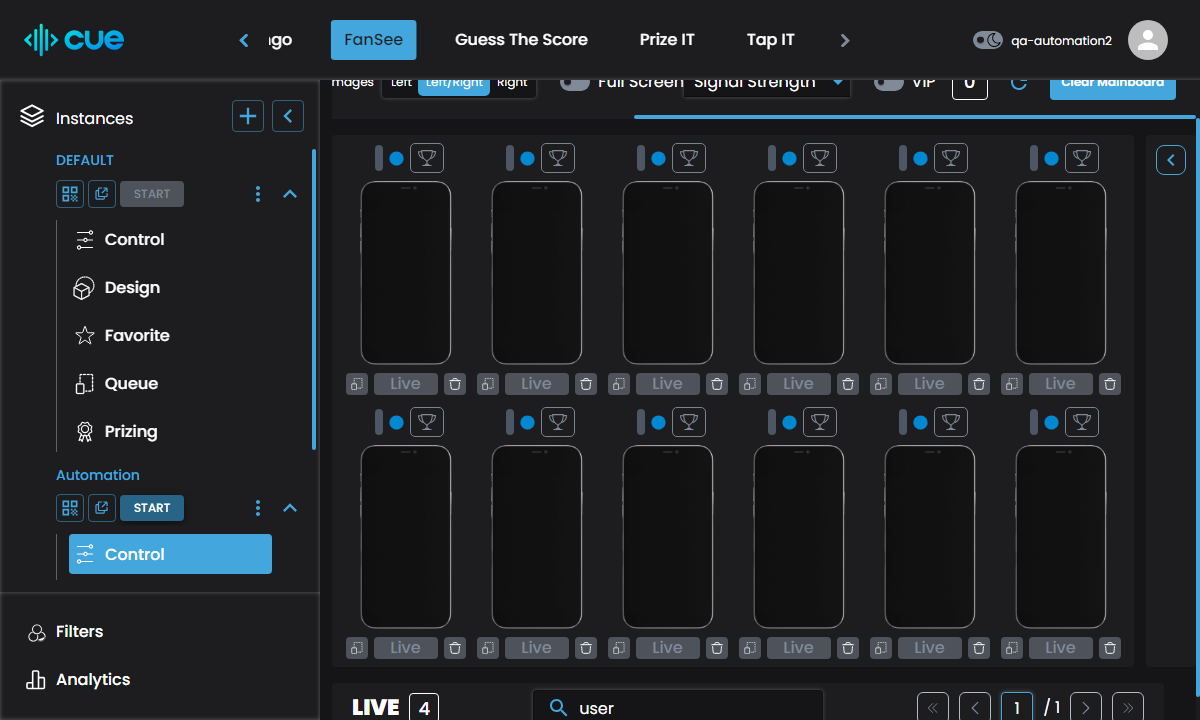 cue
FanSee
Guess The Score
Prize IT
Tap IT
qa-automation2
Instances
DEFAULT
START
Control
Design
Favorite
Queue
Prizing
Automation
START
Control
Filters
Analytics
Left
Left/Right
Right
Full Screen
Signal Strength
VIP
0
Clear Mainboard
Live
Live
Live
Live
Live
Live
Live
Live
Live
Live
Live
Live
LIVE 4
user
1 / 1